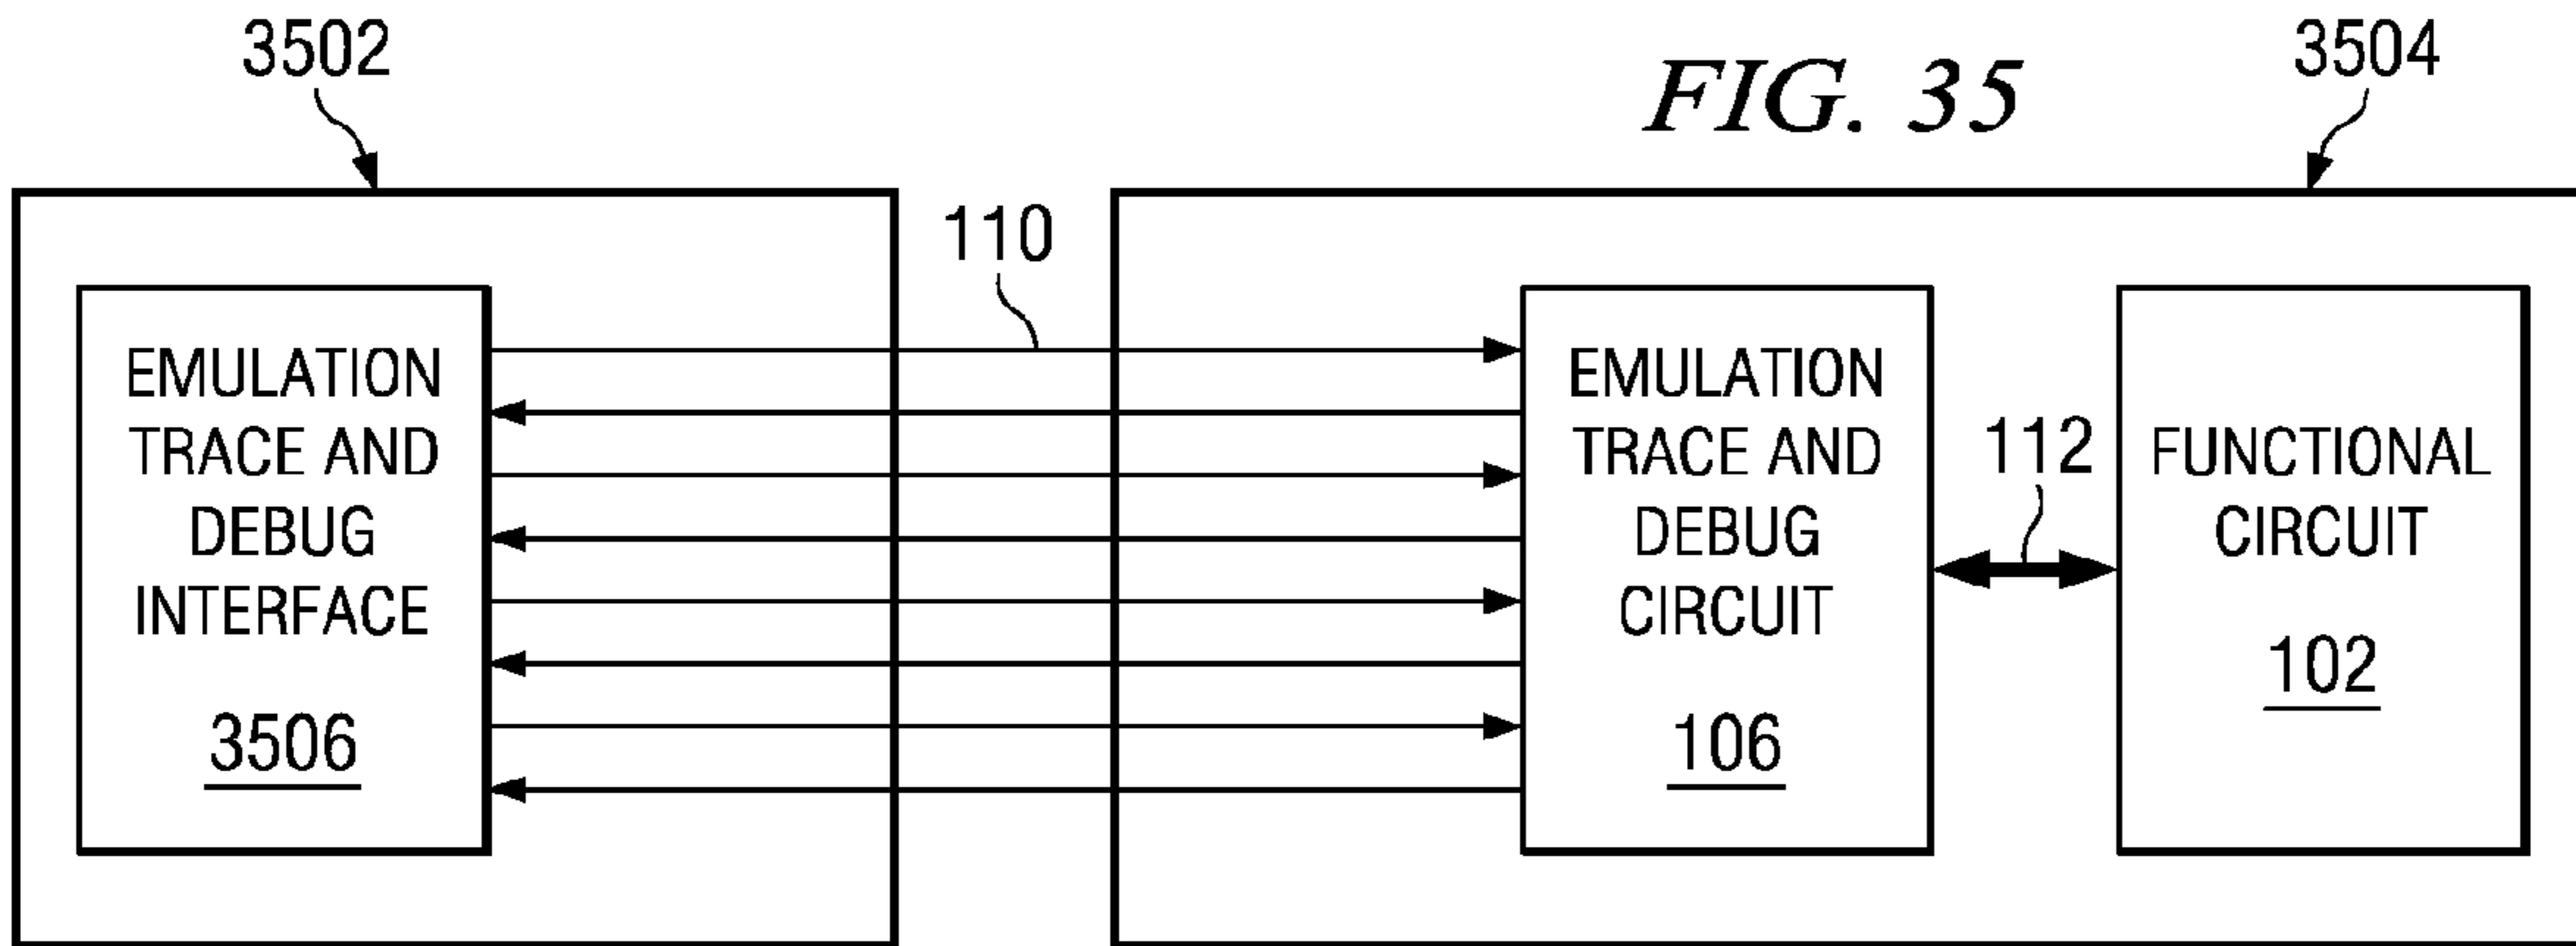 3502
FIG. 35
3504
110
EMULATION
TRACE AND
DEBUG
INTERFACE
3506
EMULATION
TRACE AND
DEBUG
CIRCUIT
106
112
FUNCTIONAL
CIRCUIT
102